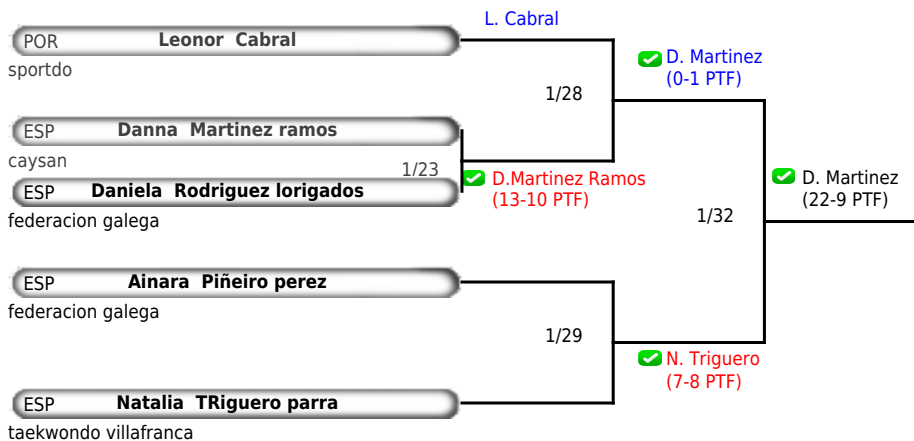 L. Cabral
POR Leonor Cabral
sportdo
D. Martinez
(0-1 PTF)
1/28
ESP Danna Martinez ramos
caysan
1/23
D.Martinez Ramos
(13-10 PTF)
ESP Daniela Rodriguez lorigados
federacion galega
D. Martinez
(22-9 PTF)
1/32
ESP Ainara Piñeiro perez
federacion galega
1/29
N. Triguero
(7-8 PTF)
ESP Natalia TRiguero parra
taekwondo villafranca